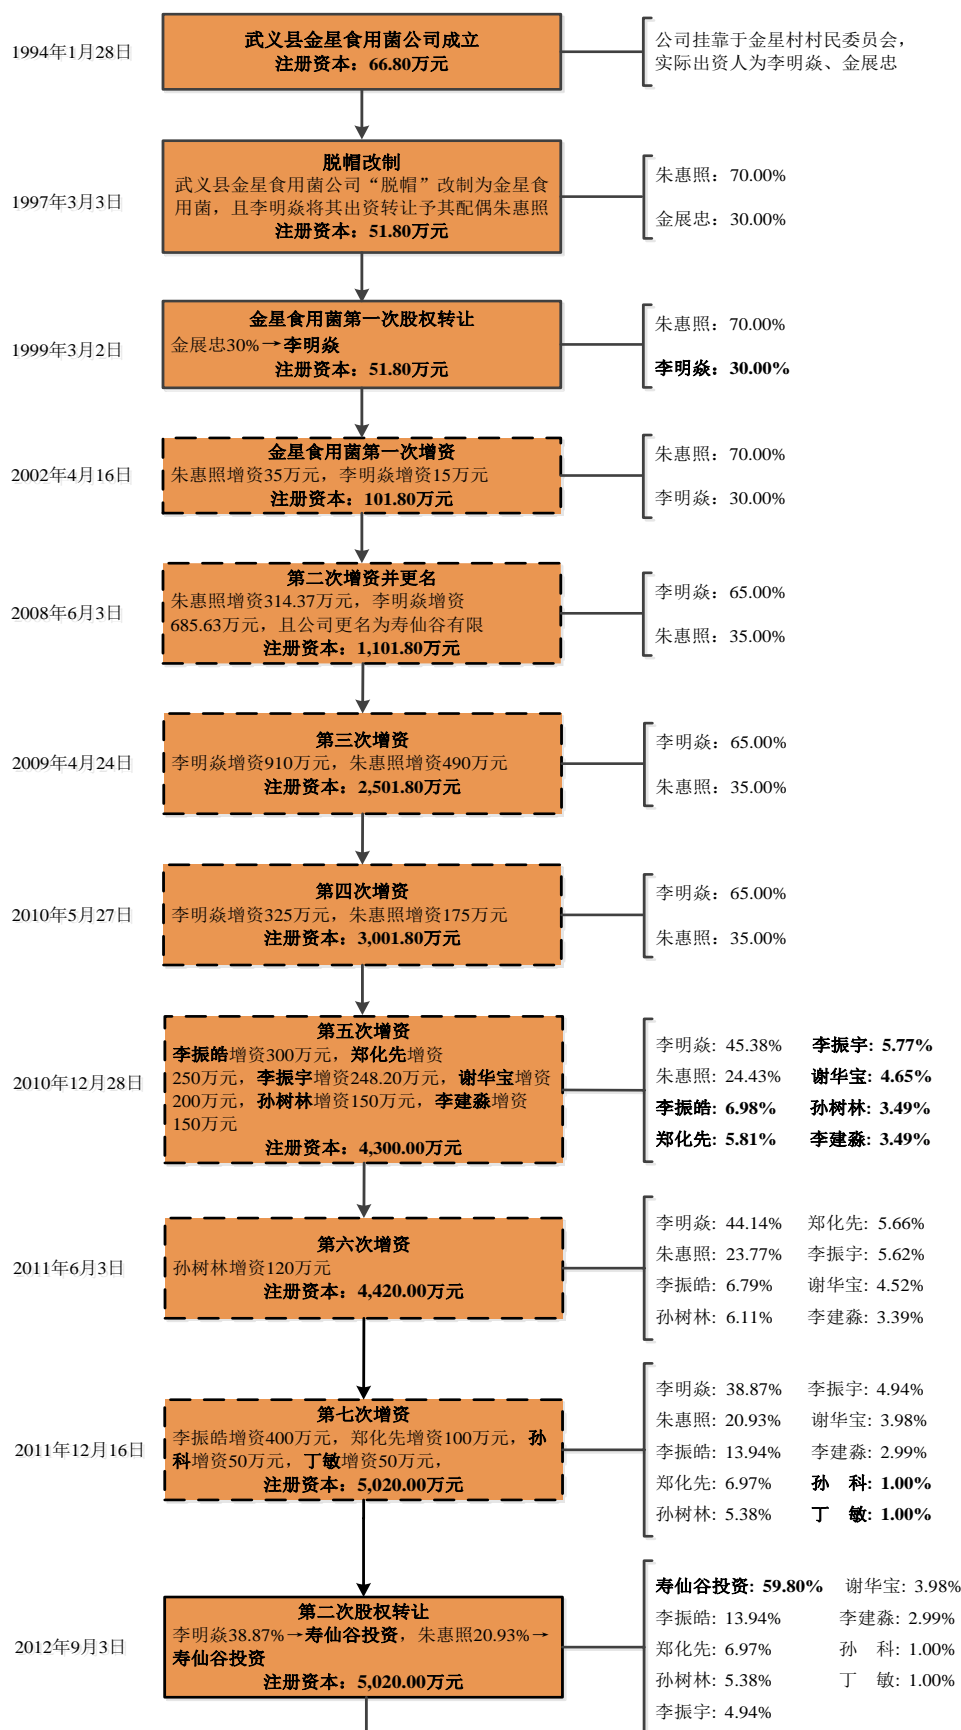 1994年1月28日
武义县金星食用菌公司成立
注册资本：66.80万元
公司挂靠于金星村村民委员会，
实际出资人为李明焱、金展忠
1997年3月3日
脱帽改制
武义县金星食用菌公司“脱帽”改制为金星食
用菌，且李明焱将其出资转让予其配偶朱惠照
注册资本：51.80万元
朱惠照：70.00%
金展忠：30.00%
1999年3月2日
金星食用菌第一次股权转让
金展忠30%→李明焱
注册资本：51.80万元
朱惠照：70.00%
李明焱：30.00%
2002年4月16日
金星食用菌第一次增资
朱惠照增资35万元，李明焱增资15万元
注册资本：101.80万元
朱惠照：70.00%
李明焱：30.00%
2008年6月3日
第二次增资并更名
朱惠照增资314.37万元，李明焱增资
685.63万元，且公司更名为寿仙谷有限
注册资本：1,101.80万元
李明焱：65.00%
朱惠照：35.00%
2009年4月24日
第三次增资
李明焱增资910万元，朱惠照增资490万元
注册资本：2,501.80万元
李明焱：65.00%
朱惠照：35.00%
2010年5月27日
第四次增资
李明焱增资325万元，朱惠照增资175万元
注册资本：3,001.80万元
李明焱：65.00%
朱惠照：35.00%
2010年12月28日
第五次增资
李振皓增资300万元，郑化先增资
250万元，李振宇增资248.20万元，谢华宝增资
200万元，孙树林增资150万元，李建淼增资
150万元
注册资本：4,300.00万元
李明焱: 45.38% 李振宇: 5.77%
朱惠照: 24.43% 谢华宝: 4.65%
李振皓: 6.98% 孙树林: 3.49%
郑化先: 5.81% 李建淼: 3.49%
2011年6月3日
第六次增资
孙树林增资120万元
注册资本：4,420.00万元
李明焱: 44.14% 郑化先: 5.66%
朱惠照: 23.77% 李振宇: 5.62%
李振皓: 6.79% 谢华宝: 4.52%
孙树林: 6.11% 李建淼: 3.39%
2011年12月16日
第七次增资
李振皓增资400万元，郑化先增资100万元，孙
科增资50万元，丁敏增资50万元，
注册资本：5,020.00万元
李明焱: 38.87% 李振宇: 4.94%
朱惠照: 20.93% 谢华宝: 3.98%
李振皓: 13.94% 李建淼: 2.99%
郑化先: 6.97% 孙 科: 1.00%
孙树林: 5.38% 丁 敏: 1.00%
2012年9月3日
第二次股权转让
李明焱38.87%→寿仙谷投资，朱惠照20.93%→
寿仙谷投资
注册资本：5,020.00万元
寿仙谷投资: 59.80% 谢华宝: 3.98%
李振皓: 13.94% 李建淼: 2.99%
郑化先: 6.97% 孙 科: 1.00%
孙树林: 5.38% 丁 敏: 1.00%
李振宇: 4.94%